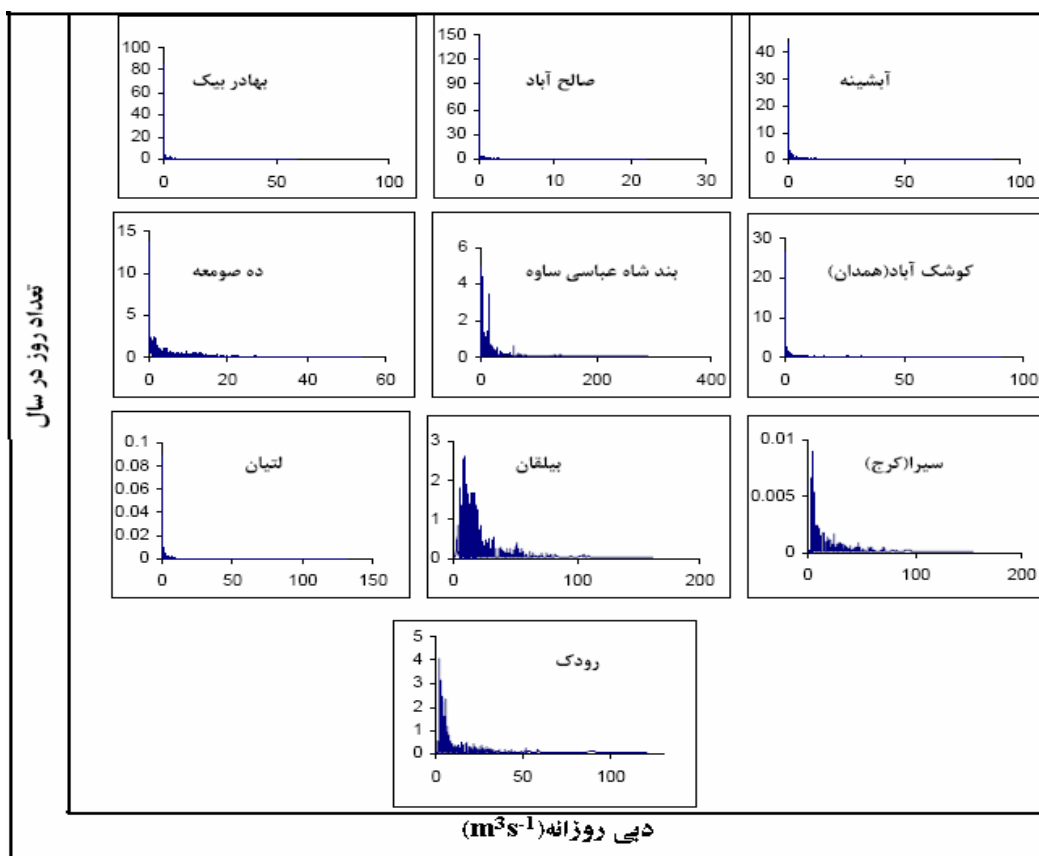 تعداد روز در سال
بهادر بیک
100
80
60
40
20
0
0 50 100
صالح آباد
150
120
90
60
30
0
0 10 20 30
آبشینه
40
30
20
10
0
0 50 100
ده صومعه
15
10
5
0
0 20 40 60
بند شاه عباسی ساوه
6
4
2
0
0 200 400
کوشک آباد(همدان)
30
20
10
0
0 50 100
لتیان
0.1
0.08
0.06
0.04
0.02
0
0 50 100 150
بیلقان
3
2
1
0
0 100 200
سیرا(کرج)
0.01
0.005
0
0 100 200
رودک
5
4
3
2
1
0
0 50 100
دبی روزانه(m³s⁻¹)